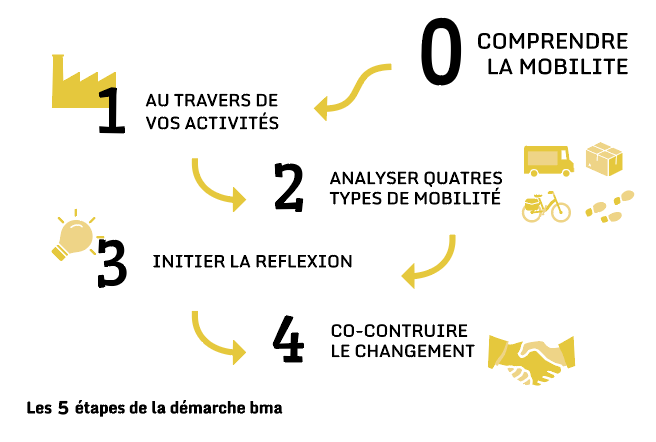 0 COMPRENDRE
LA MOBILITE
1 AU TRAVERS DE
VOS ACTIVITÉS
2 ANALYSER QUATRES
TYPES DE MOBILITÉ
3 INITIER LA REFLEXION
4 CO-CONTRUIRE
LE CHANGEMENT
Les 5 étapes de la démarche bma